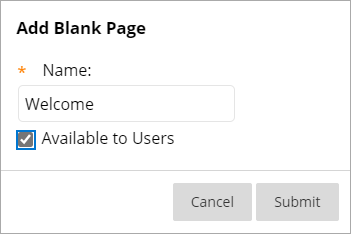 Add Blank Page
* Name:
Welcome
Available to Users
Cancel Submit